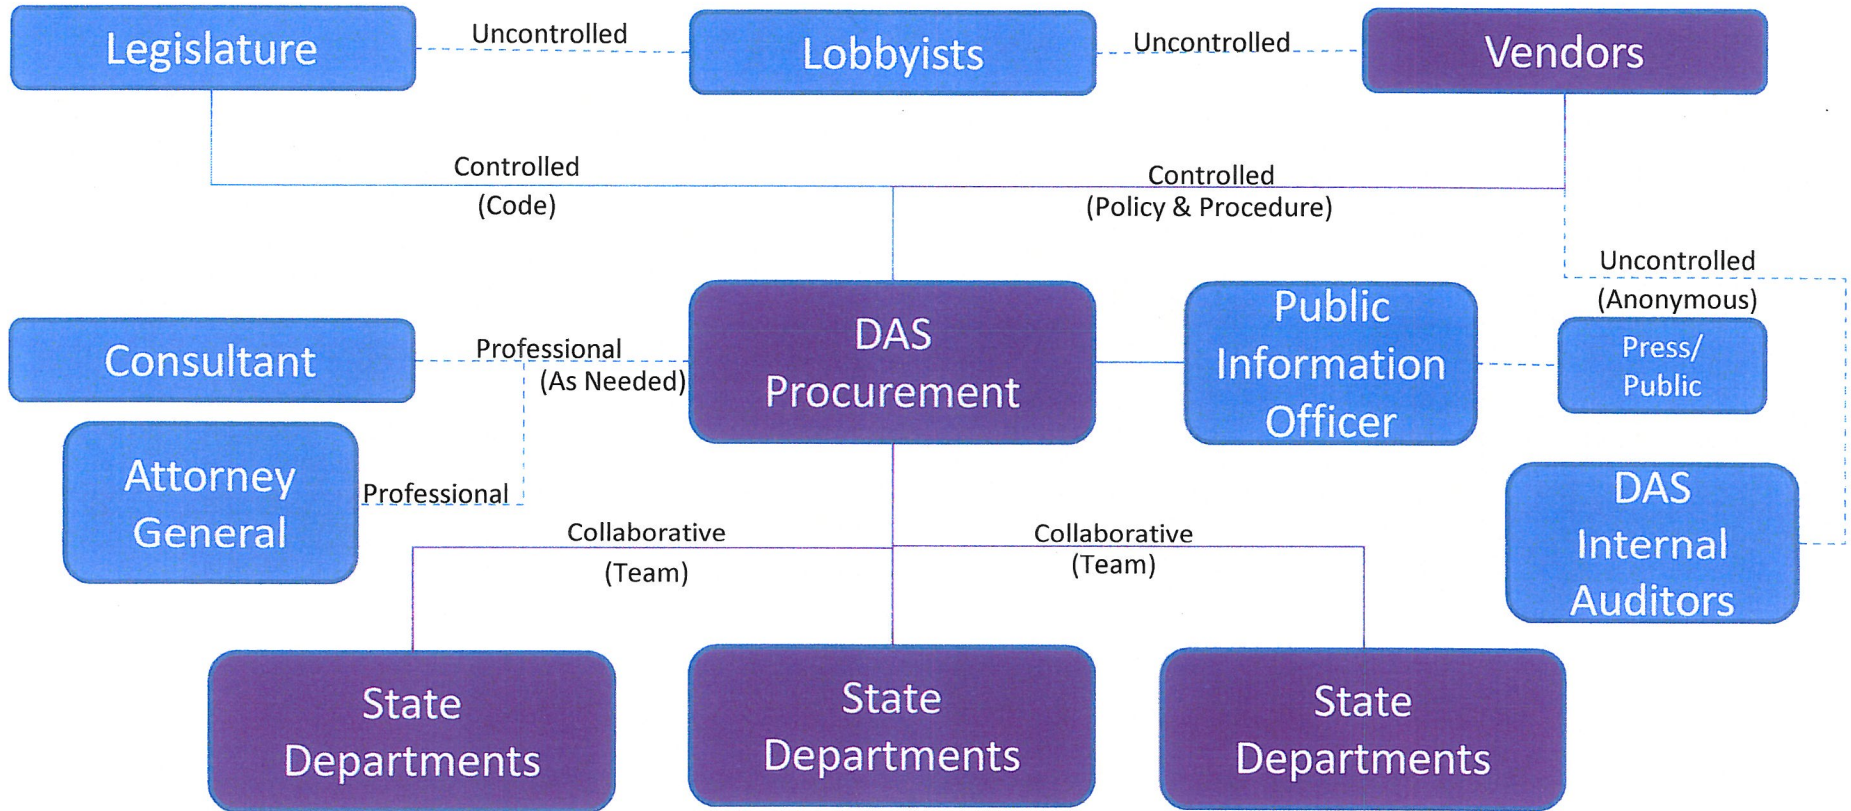 Legislature
Uncontrolled
Lobbyists
Uncontrolled
Vendors
Controlled
(Code)
Controlled
(Policy & Procedure)
Uncontrolled
(Anonymous)
Consultant
Professional
(As Needed)
DAS
Procurement
Public
Information
Officer
Press/
Public
Attorney
General
Professional
DAS
Internal
Auditors
Collaborative
(Team)
Collaborative
(Team)
State
Departments
State
Departments
State
Departments